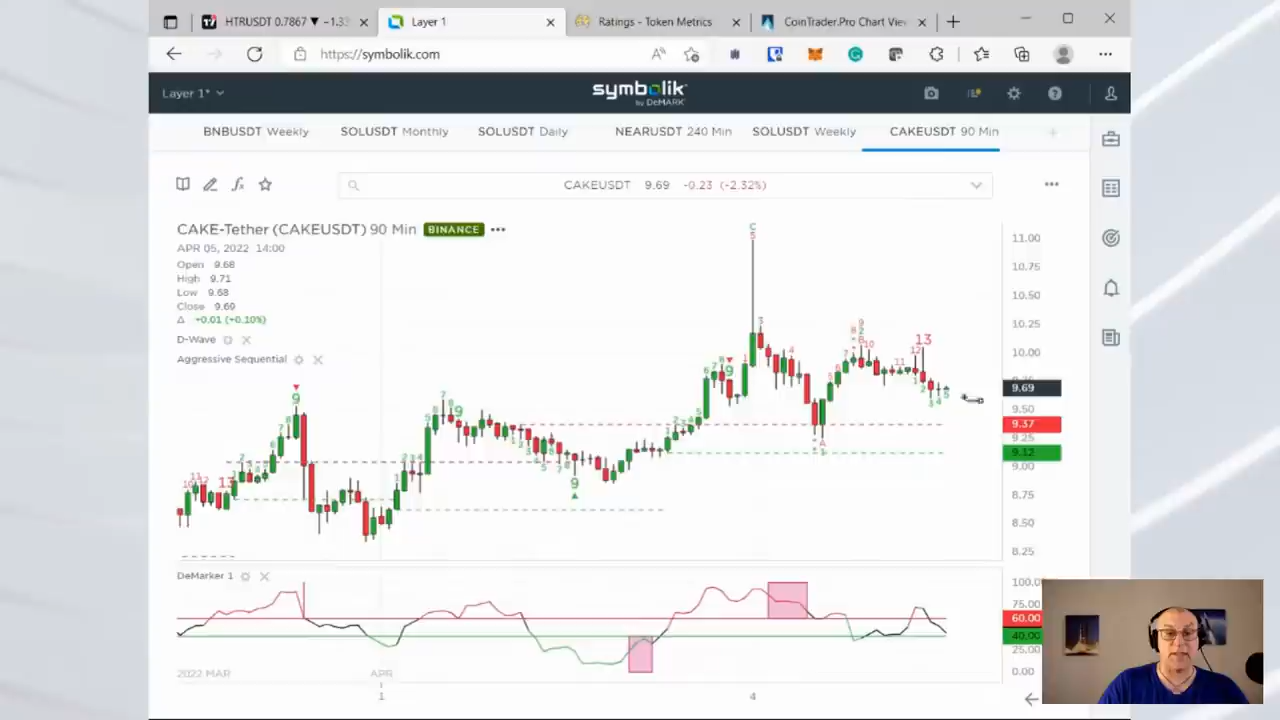 HTRUSDT 0.7867 ▼ −1.33
Layer 1
Ratings - Token Metrics
CoinTrader.Pro Chart View
https://symbolik.com
Layer 1*
symbolik
by DeMARK
BNBUSDT Weekly
SOLUSDT Monthly
SOLUSDT Daily
NEARUSDT 240 Min
SOLUSDT Weekly
CAKEUSDT 90 Min
CAKEUSDT 9.69 -0.23 (-2.32%)
CAKE-Tether (CAKEUSDT) 90 Min BINANCE
APR 05, 2022 14:00
Open 9.68
High 9.71
Low 9.68
Close 9.69
Δ +0.01 (+0.10%)
D-Wave
Aggressive Sequential
11.00
10.75
10.50
10.25
10.00
9.69
9.50
9.37
9.25
9.12
9.00
8.75
8.50
8.25
9
13
9
9
9
13
DeMarker 1
100.0
75.00
60.00
40.00
25.00
0.00
2022 MAR
APR
1
4